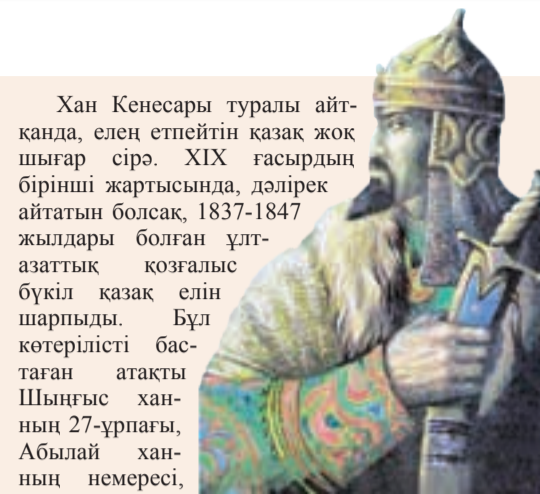 Хан Кенесары туралы айт-
қанда, елең етпейтін қазақ жоқ
шығар сірә. XIX ғасырдың
бірінші жартысында, дәлірек
айтатын болсақ, 1837-1847
жылдары болған ұлт-
азаттық қозғалыс
бүкіл қазақ елін
шарпыды. Бұл
көтерілісті бас-
таған атақты
Шыңғыс хан-
ның 27-ұрпағы,
Абылай хан-
ның немересі,